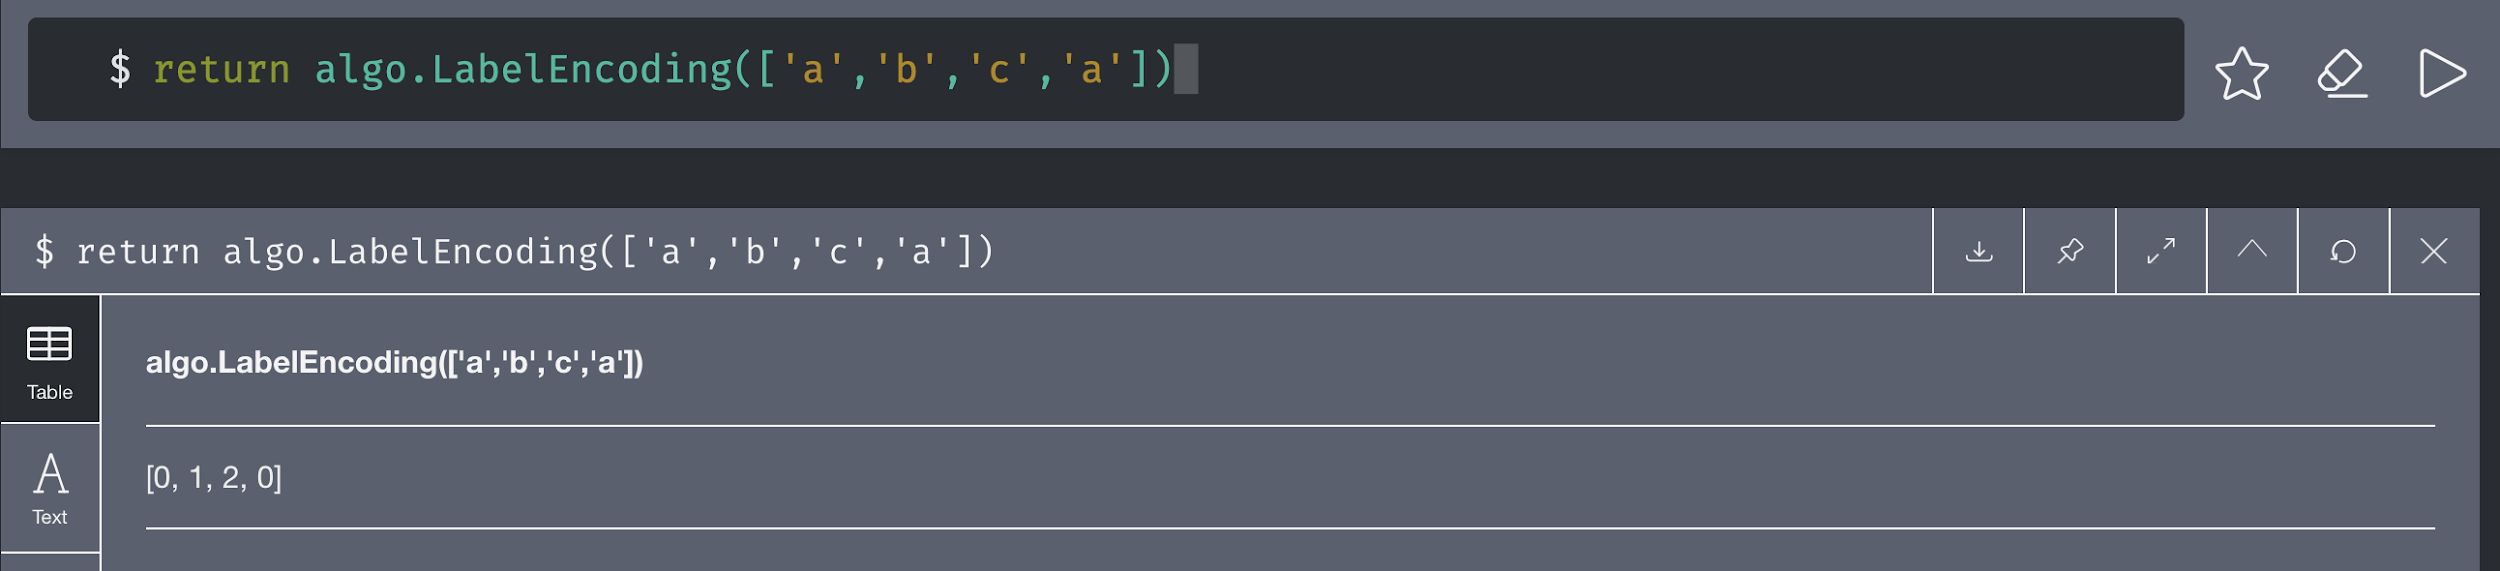 $ return algo.LabelEncoding(['a','b','c','a'])
$ return algo.LabelEncoding(['a','b','c','a'])
algo.LabelEncoding(['a','b','c','a'])
Table
[0, 1, 2, 0]
Text